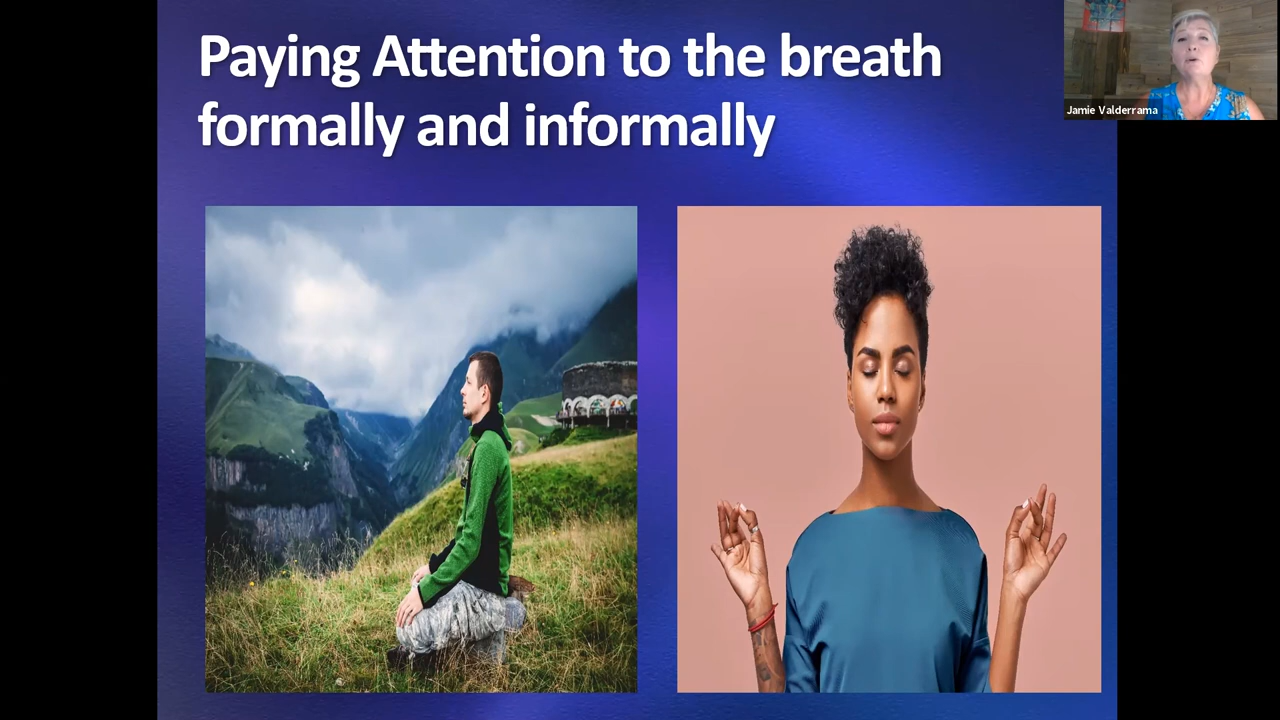 Paying Attention to the breath
formally and informally
Jamie Valderrama